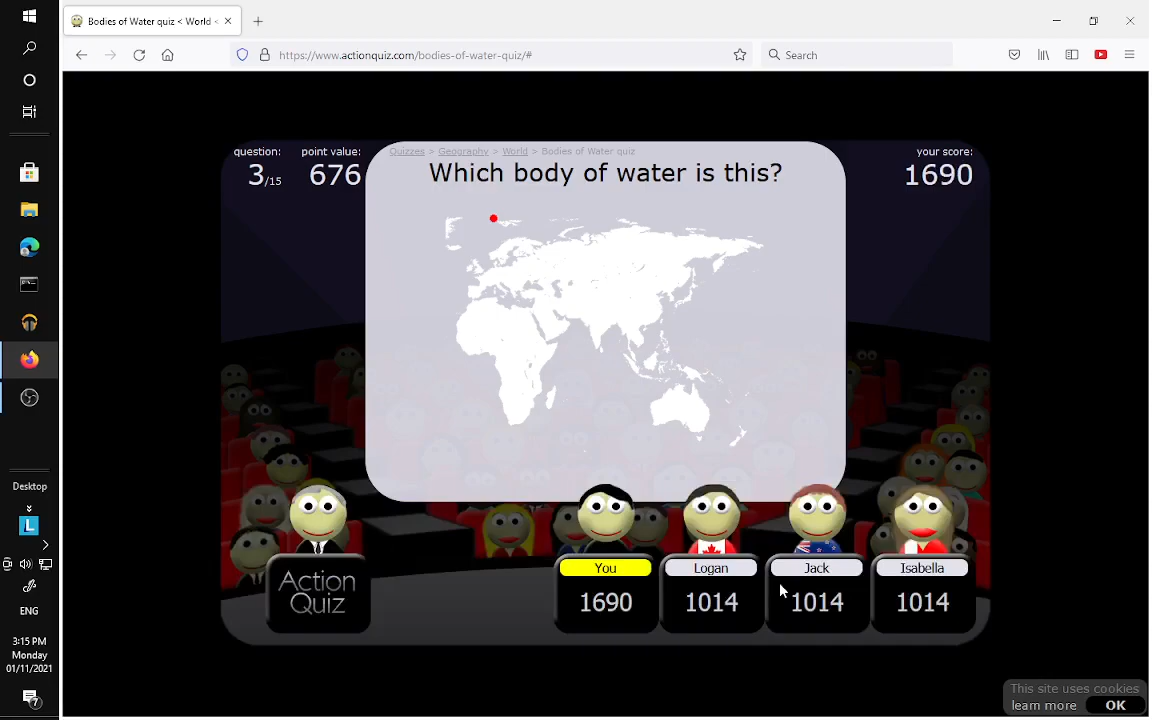 Bodies of Water quiz < World <
https://www.actionquiz.com/bodies-of-water-quiz/#
Search
question:
3/15
point value:
676
Quizzes > Geography > World > Bodies of Water quiz
Which body of water is this?
your score:
1690
Action
Quiz
You
1690
Logan
1014
Jack
1014
Isabella
1014
Desktop
L
ENG
3:15 PM
Monday
01/11/2021
7
This site uses cookies
learn more
OK